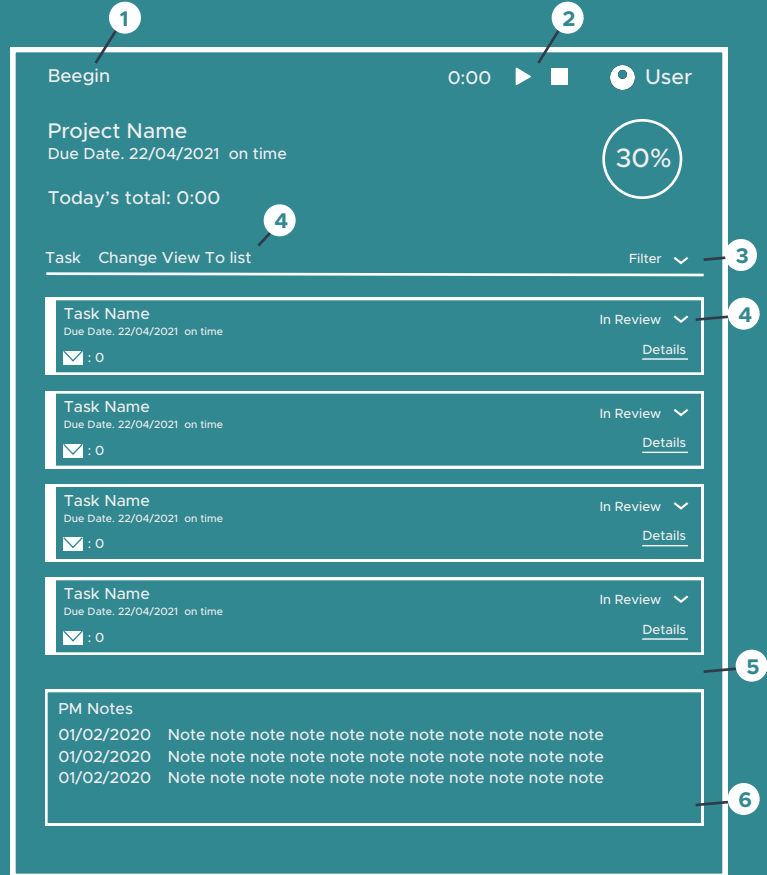 1
2
Beegin
0:00
User
Project Name
Due Date. 22/04/2021 on time
30%
Today's total: 0:00
4
Task Change View To list
Filter
3
Task Name
Due Date. 22/04/2021 on time
: 0
In Review
4
Details
Task Name
Due Date. 22/04/2021 on time
: 0
In Review
Details
Task Name
Due Date. 22/04/2021 on time
: 0
In Review
Details
Task Name
Due Date. 22/04/2021 on time
: 0
In Review
Details
5
PM Notes
01/02/2020 Note note note note note note note note note note
01/02/2020 Note note note note note note note note note note
01/02/2020 Note note note note note note note note note note
6